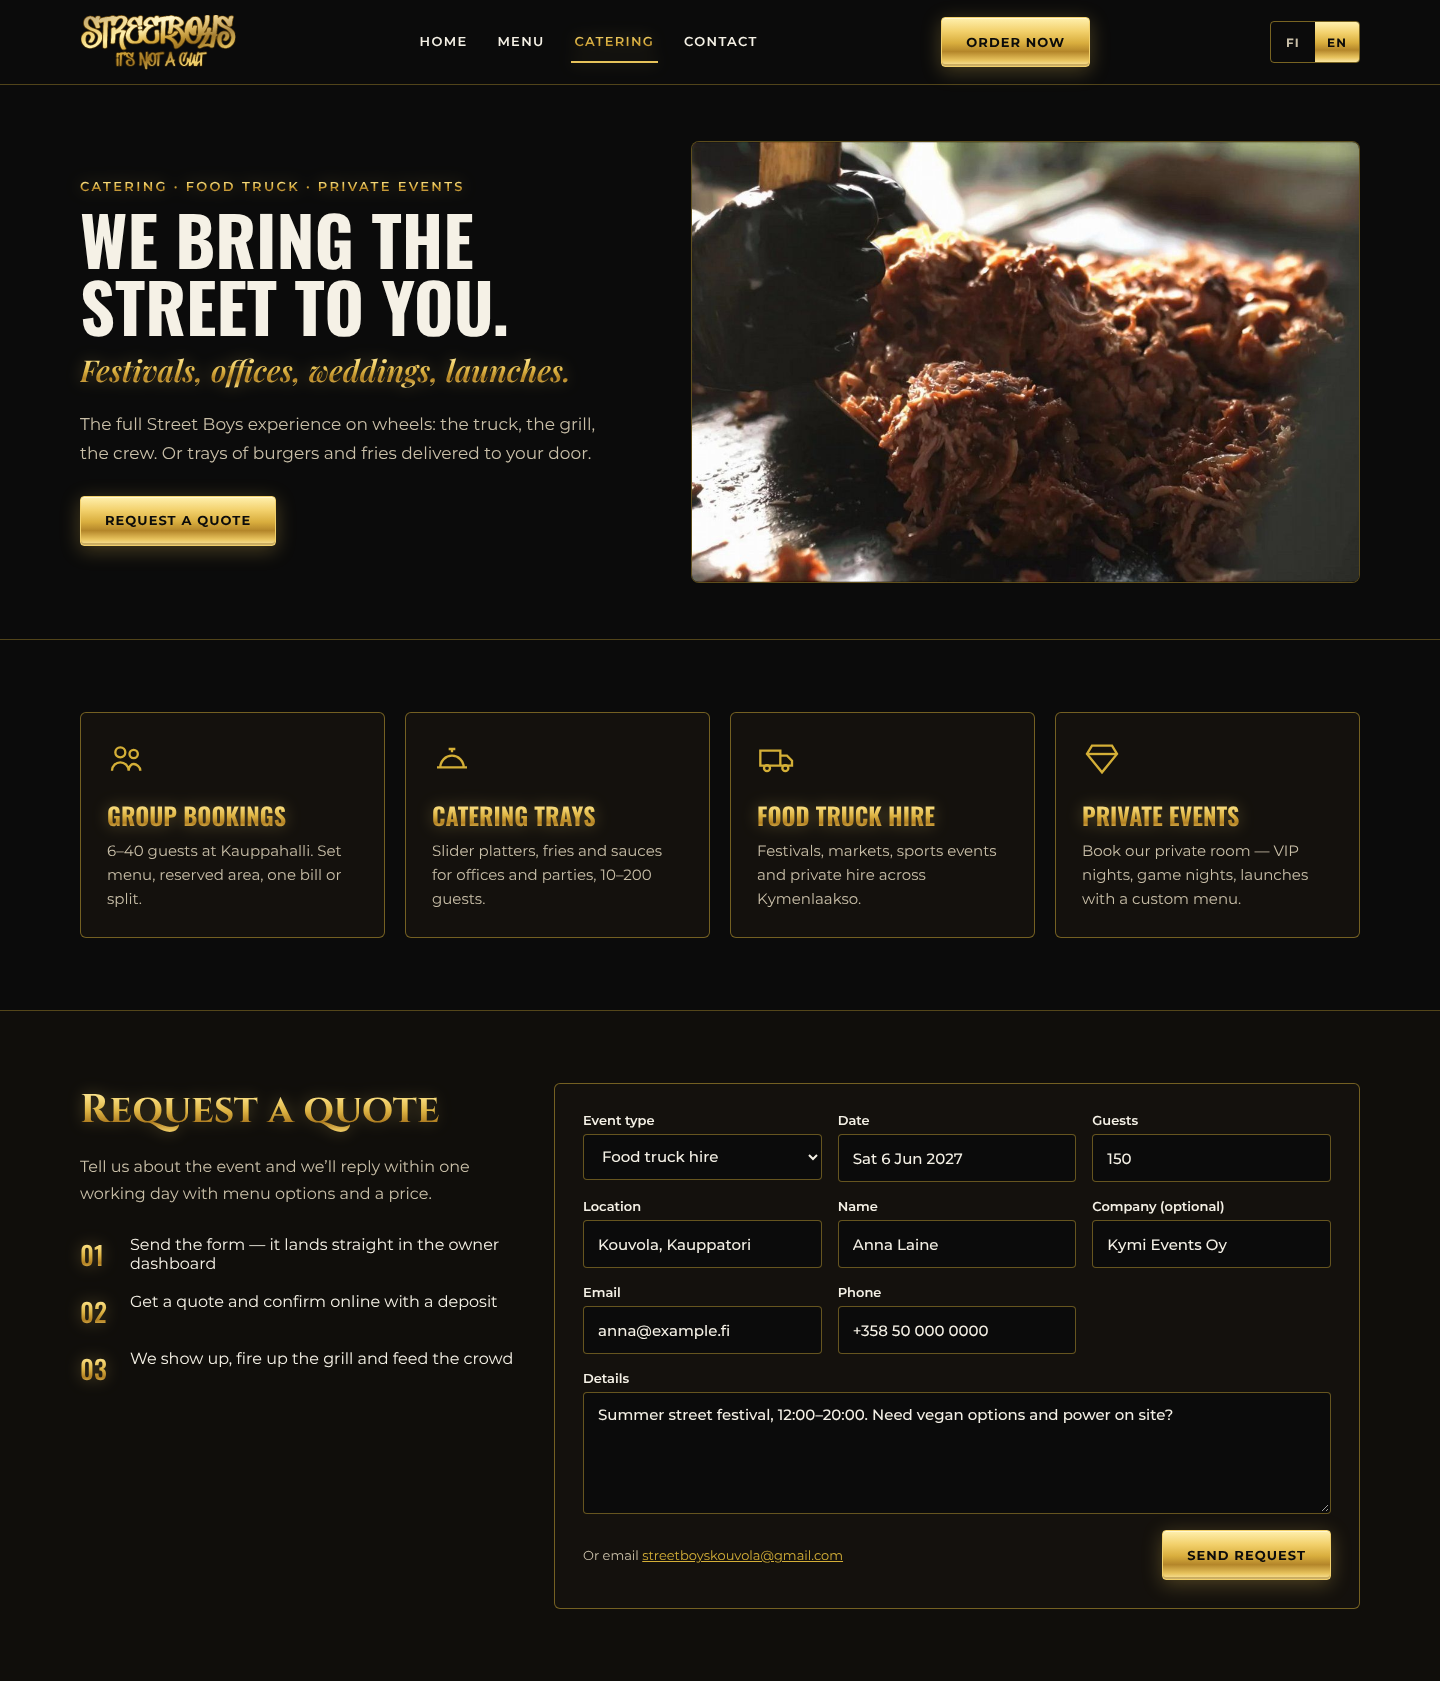 STREETBOYS
IT'S NOT A CULT
HOME MENU CATERING CONTACT
ORDER NOW
FI EN
CATERING · FOOD TRUCK · PRIVATE EVENTS
WE BRING THE
STREET TO YOU.
Festivals, offices, weddings, launches.
The full Street Boys experience on wheels: the truck, the grill,
the crew. Or trays of burgers and fries delivered to your door.
REQUEST A QUOTE
GROUP BOOKINGS
6–40 guests at Kauppahalli. Set
menu, reserved area, one bill or
split.
CATERING TRAYS
Slider platters, fries and sauces
for offices and parties, 10–200
guests.
FOOD TRUCK HIRE
Festivals, markets, sports events
and private hire across
Kymenlaakso.
PRIVATE EVENTS
Book our private room — VIP
nights, game nights, launches
with a custom menu.
REQUEST A QUOTE
Tell us about the event and we’ll reply within one
working day with menu options and a price.
01 Send the form — it lands straight in the owner
dashboard
02 Get a quote and confirm online with a deposit
03 We show up, fire up the grill and feed the crowd
Event type
Food truck hire
Date
Sat 6 Jun 2027
Guests
150
Location
Kouvola, Kauppatori
Name
Anna Laine
Company (optional)
Kymi Events Oy
Email
anna@example.fi
Phone
+358 50 000 0000
Details
Summer street festival, 12:00–20:00. Need vegan options and power on site?
Or email streetboyskouvola@gmail.com
SEND REQUEST